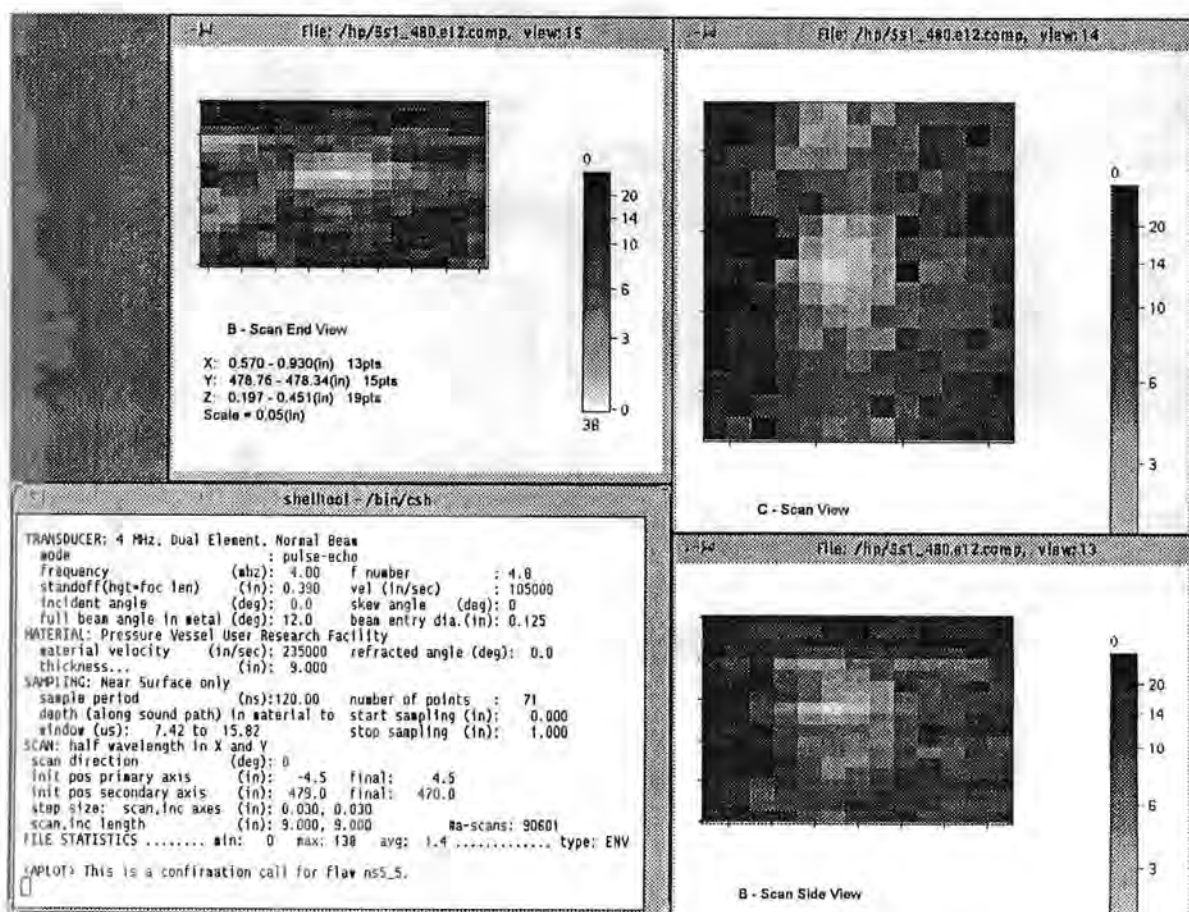 File: /hp/5s1_480.e12.comp, view:15
0
20
14
10
6
3
0
38
B - Scan End View
X: 0.570 - 0.930(in) 13pts
Y: 478.76 - 478.34(in) 15pts
Z: 0.197 - 0.451(in) 19pts
Scale = 0.05(in)
File: /hp/5s1_480.e12.comp, view:14
0
20
14
10
6
3
C - Scan View
shelltool - /bin/csh
TRANSDUCER: 4 MHz, Dual Element, Normal Beam
mode : pulse-echo
frequency (mhz): 4.00 f number : 4.8
standoff(hgt=foc len) (in): 0.390 vel (in/sec) : 105000
incident angle (deg): 0.0 skew angle (deg): 0
full beam angle in metal (deg): 12.0 beam entry dia.(in): 0.125
MATERIAL: Pressure Vessel User Research Facility
material velocity (in/sec): 235000 refracted angle (deg): 0.0
thickness... (in): 9.000
SAMPLING: Near Surface only
sample period (ns):120.00 number of points : 71
depth (along sound path) in material to start sampling (in): 0.000
window (us): 7.42 to 15.82 stop sampling (in): 1.000
SCAN: half wavelength in X and Y
scan direction (deg): 0
init pos primary axis (in): -4.5 final: 4.5
init pos secondary axis (in): 479.0 final: 470.0
step size: scan,inc axes (in): 0.030, 0.030
scan,inc length (in): 9.000, 9.000 #a-scans: 90601
FILE STATISTICS ........ min: 0 max: 138 avg: 1.4 ............. type: ENV
(APLOT) This is a confirmation call for Flaw ns5_5.
File: /hp/5s1_480.e12.comp, view:13
0
20
14
10
6
3
B - Scan Side View